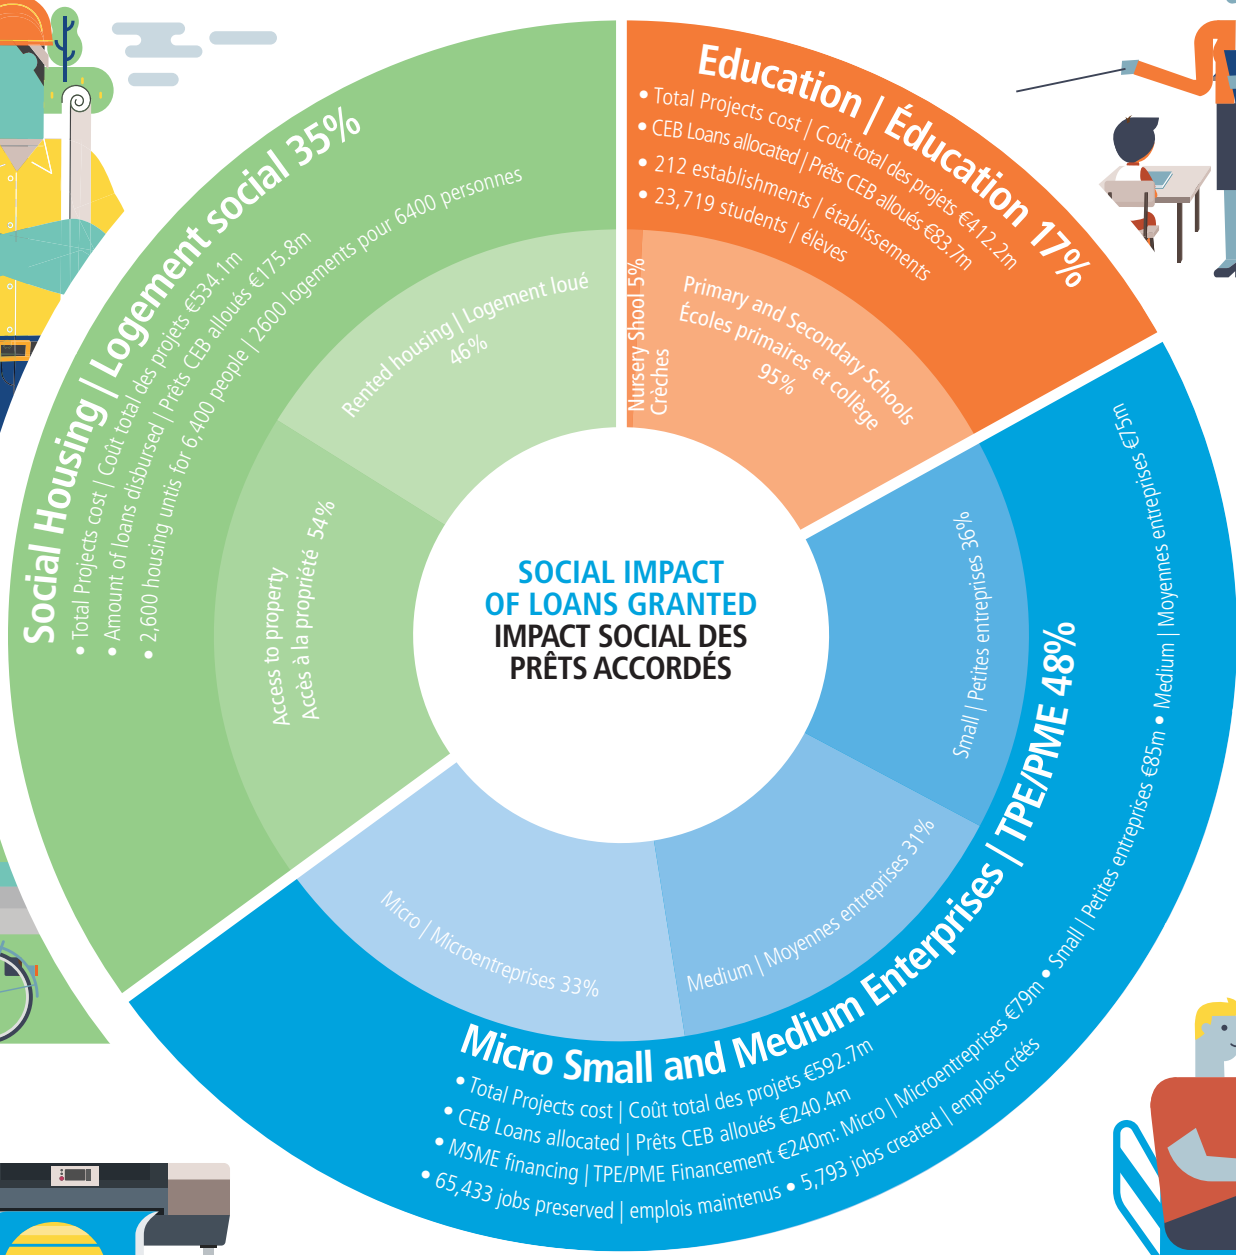 SOCIAL IMPACT
OF LOANS GRANTED
IMPACT SOCIAL DES
PRÊTS ACCORDÉS
Education | Éducation 17%
• Total Projects cost | Coût total des projets €412.2m
• CEB Loans allocated | Prêts CEB alloués €83.7m
• 212 establishments | établissements
• 23,719 students | élèves
Nursery Shool 5%
Crèches
Primary and Secondary Schools
Écoles primaires et collège
95%
Social Housing | Logement social 35%
• Total Projects cost | Coût total des projets €534.1m
• Amount of loans disbursed | Prêts CEB alloués €175.8m
• 2,600 housing untis for 6,400 people | 2600 logements pour 6400 personnes
Rented housing | Logement loué
46%
Access to property
Accès à la propriété 54%
Small | Petites entreprises 36%
Medium | Moyennes entreprises 31%
Micro | Microentreprises 33%
Micro Small and Medium Enterprises | TPE/PME 48%
• Total Projects cost | Coût total des projets €592.7m
• CEB Loans allocated | Prêts CEB alloués €240.4m
• MSME financing | TPE/PME Financement €240m: Micro | Microentreprises €79m • Small | Petites entreprises €85m • Medium | Moyennes entreprises €75m
• 65,433 jobs preserved | emplois maintenus • 5,793 jobs created | emplois créés